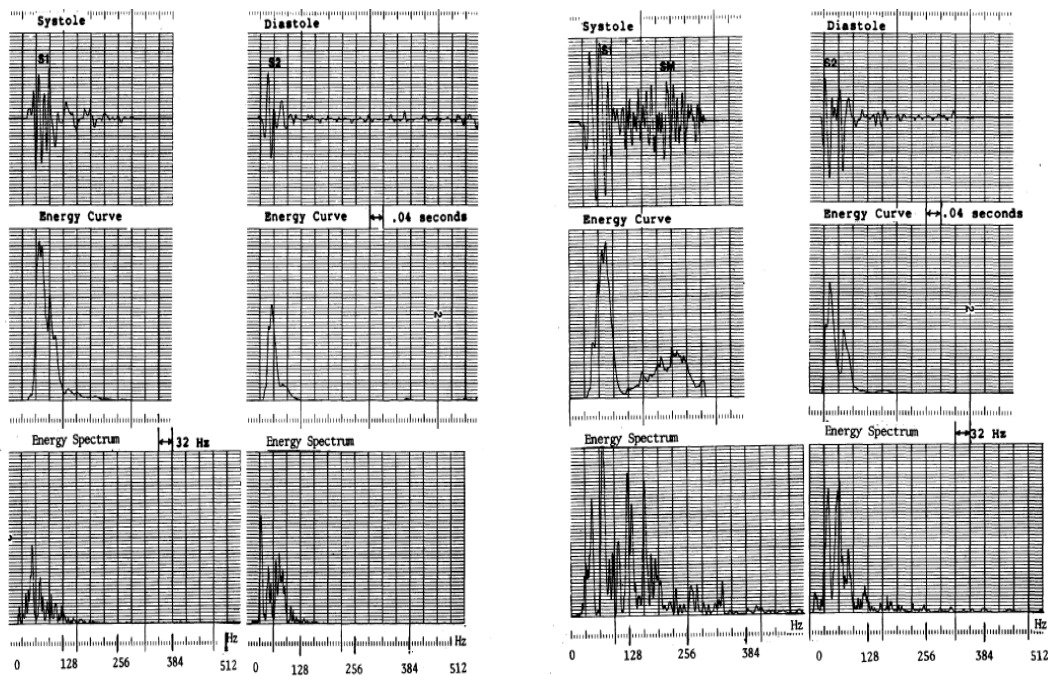 Systole Diastole Systole Diastole
S1 S2 S1 SM S2
Energy Curve Energy Curve .04 seconds Energy Curve Energy Curve .04 seconds
2 2
Energy Spectrum 32 Hz Energy Spectrum Energy Spectrum Energy Spectrum 32 Hz
Hz Hz Hz Hz
0 128 256 384 512 0 128 256 384 512 0 128 256 384 0 128 256 384 512